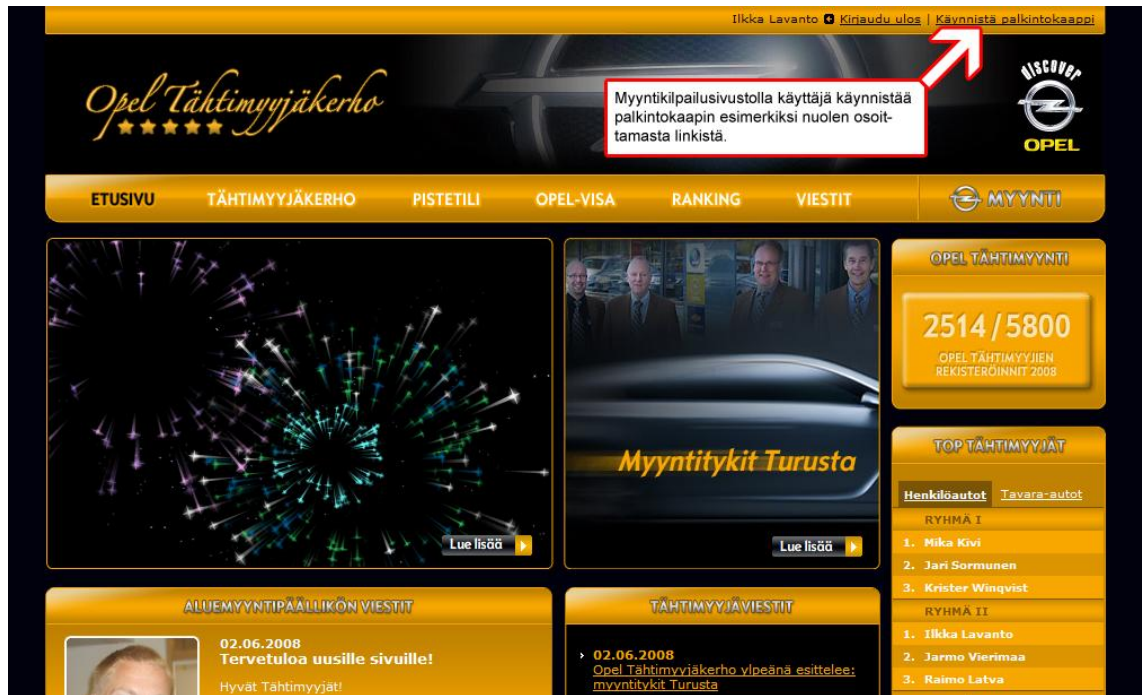 Ilkka Lavanto Kirjaudu ulos | Käynnistä palkintokaappi
Opel Tähtimyyjäkerho
Myyntikilpailusivustolla käyttäjä käynnistää
palkintokaapin esimerkiksi nuolen osoit-
tamasta linkistä.
discover
OPEL
ETUSIVU TÄHTIMYYJÄKERHO PISTETILI OPEL-VISA RANKING VIESTIT MYYNTI
Myyntitykit Turusta
Lue lisää
Lue lisää
OPEL TÄHTIMYYNTI
2514/5800
OPEL TÄHTIMYYJIEN
REKISTERÖINNIT 2008
TOP TÄHTIMYYJÄT
Henkilöautot Tavara-autot
RYHMÄ I
1. Mika Kivi
2. Jari Sormunen
3. Krister Winqvist
RYHMÄ II
1. Ilkka Lavanto
2. Jarmo Vierimaa
3. Raimo Latva
ALUEMYYNTIPÄÄLLIKÖN VIESTIT
02.06.2008
Tervetuloa uusille sivuille!
Hyvät Tähtimyyjät!
TÄHTIMYYJÄVIESTIT
02.06.2008
Opel Tähtimyyjäkerho ylpeänä esittelee:
myyntitykit Turusta